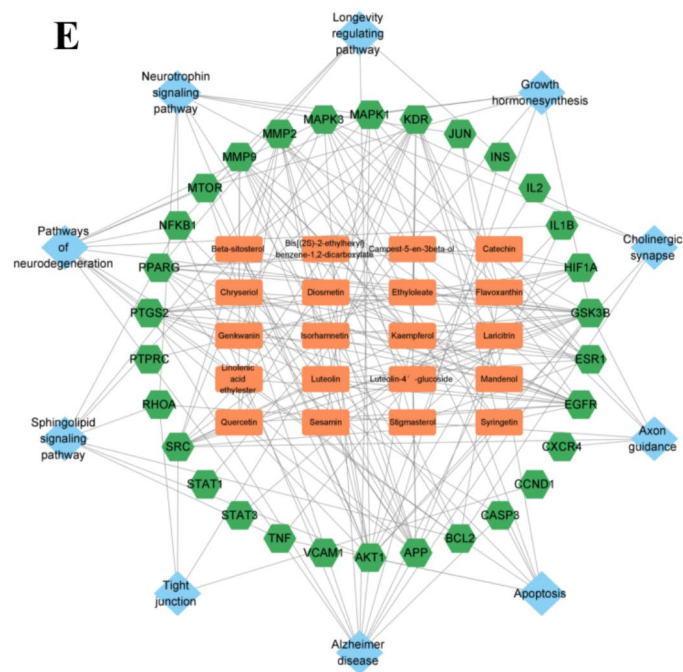 E
Longevity
regulating
pathway
Neurotrophin
signaling
pathway
Growth
hormonesynthesis
MAPK3
MAPK1
KDR
MMP2
JUN
MMP9
INS
MTOR
IL2
NFKB1
IL1B
Pathways
of
neurodegeneration
Cholinergic
synapse
PPARG
HIF1A
PTGS2
GSK3B
PTPRC
ESR1
RHOA
EGFR
Beta-sitosterol
Bis[(2S)-2-ethylhexyl]
benzene-1,2-dicarboxylate
Campest-5-en-3beta-ol
Catechin
Chryseriol
Diosmetin
Ethyloleate
Flavoxanthin
Genkwanin
Isorhamnetin
Kaempferol
Laricitrin
Linolenic
acid
ethylester
Luteolin
Luteolin-4´ -glucoside
Mandenol
Quercetin
Sesamin
Stigmasterol
Syringetin
Sphingolipid
signaling
pathway
Axon
guidance
SRC
CXCR4
STAT1
CCND1
STAT3
CASP3
TNF
BCL2
VCAM1
AKT1
APP
Tight
junction
Apoptosis
Alzheimer
disease